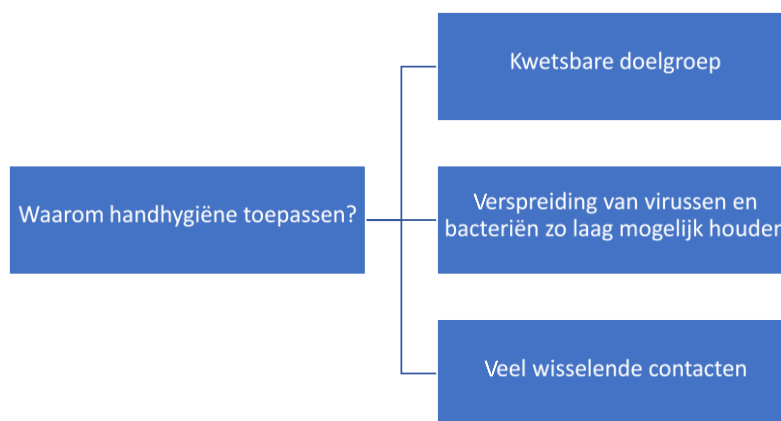 Kwetsbare doelgroep
Waarom handhygiëne toepassen?
Verspreiding van virussen en
bacteriën zo laag mogelijk houden
Veel wisselende contacten